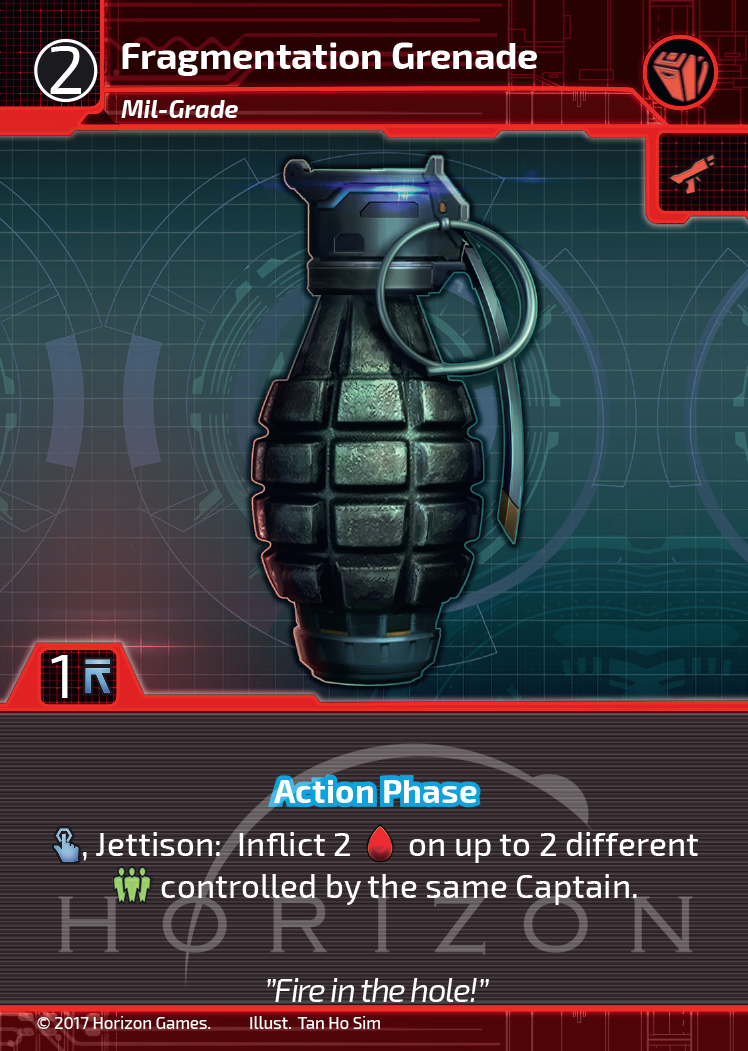 2
Fragmentation Grenade
Mil-Grade
1
Action Phase
, Jettison: Inflict 2 on up to 2 different
controlled by the same Captain.
HORIZON
"Fire in the hole!"
© 2017 Horizon Games. Illust. Tan Ho Sim